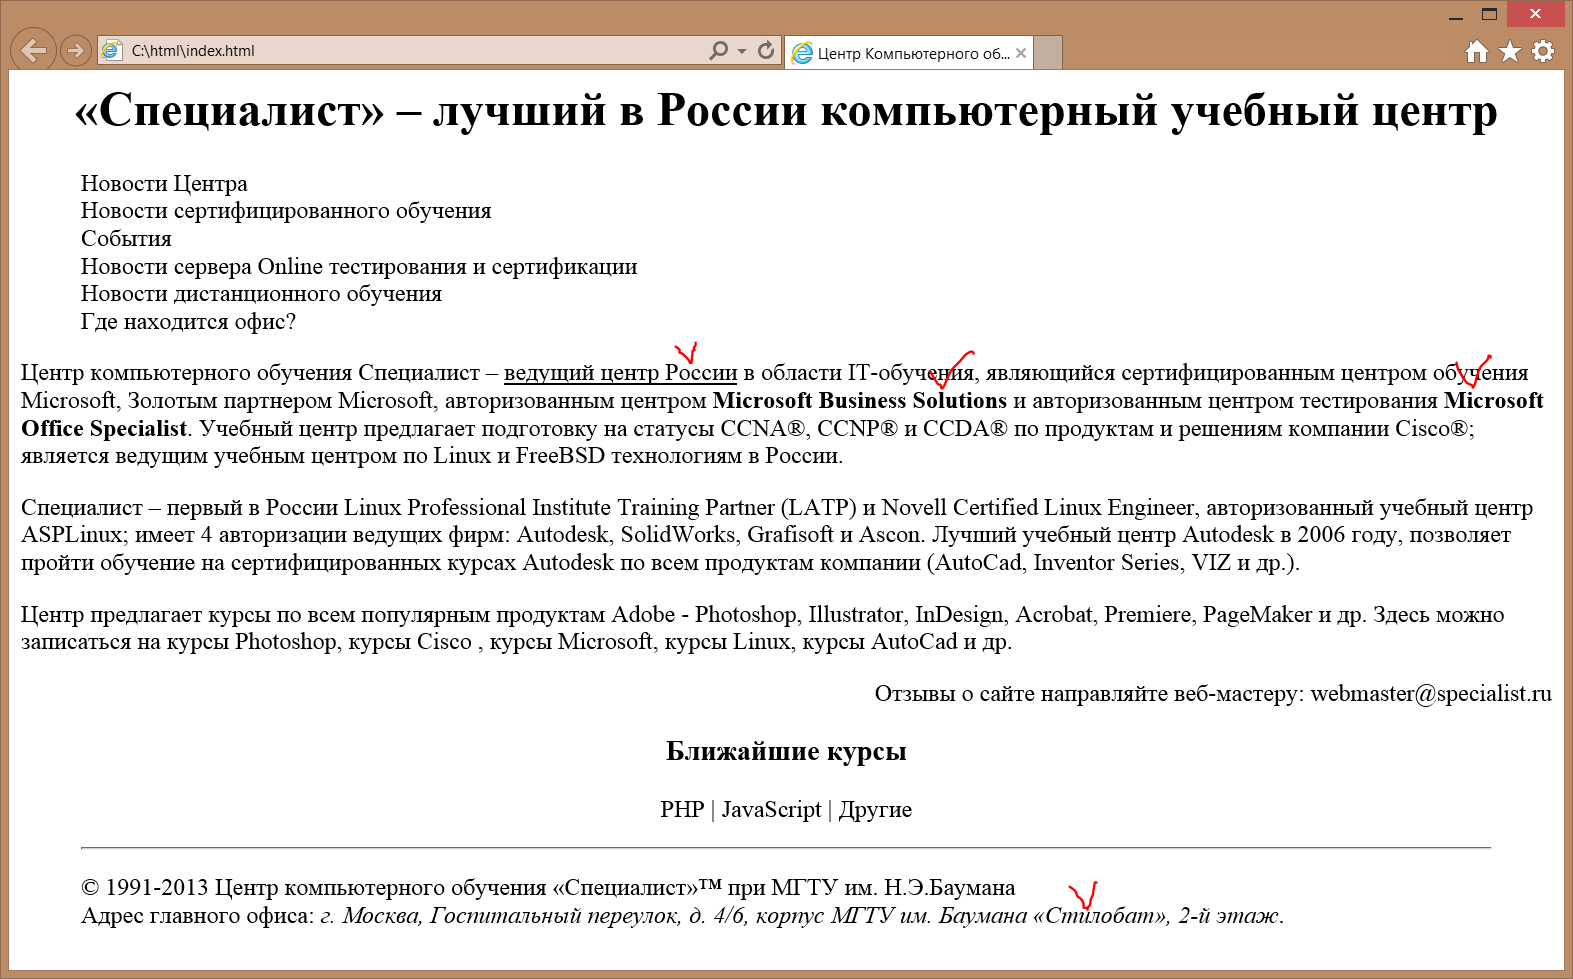 C:\html\index.html
Центр Компьютерного об...
«Специалист» – лучший в России компьютерный учебный центр
Новости Центра
Новости сертифицированного обучения
События
Новости сервера Online тестирования и сертификации
Новости дистанционного обучения
Где находится офис?
Центр компьютерного обучения Специалист – ведущий центр России в области IT-обучения, являющийся сертифицированным центром обучения
Microsoft, Золотым партнером Microsoft, авторизованным центром Microsoft Business Solutions и авторизованным центром тестирования Microsoft
Office Specialist. Учебный центр предлагает подготовку на статусы CCNA®, CCNP® и CCDA® по продуктам и решениям компании Cisco®;
является ведущим учебным центром по Linux и FreeBSD технологиям в России.
Специалист – первый в России Linux Professional Institute Training Partner (LATP) и Novell Certified Linux Engineer, авторизованный учебный центр
ASPLinux; имеет 4 авторизации ведущих фирм: Autodesk, SolidWorks, Grafisoft и Ascon. Лучший учебный центр Autodesk в 2006 году, позволяет
пройти обучение на сертифицированных курсах Autodesk по всем продуктам компании (AutoCad, Inventor Series, VIZ и др.).
Центр предлагает курсы по всем популярным продуктам Adobe - Photoshop, Illustrator, InDesign, Acrobat, Premiere, PageMaker и др. Здесь можно
записаться на курсы Photoshop, курсы Cisco , курсы Microsoft, курсы Linux, курсы AutoCad и др.
Отзывы о сайте направляйте веб-мастеру: webmaster@specialist.ru
Ближайшие курсы
PHP | JavaScript | Другие
© 1991-2013 Центр компьютерного обучения «Специалист»™ при МГТУ им. Н.Э.Баумана
Адрес главного офиса: г. Москва, Госпитальный переулок, д. 4/6, корпус МГТУ им. Баумана «Стилобат», 2-й этаж.